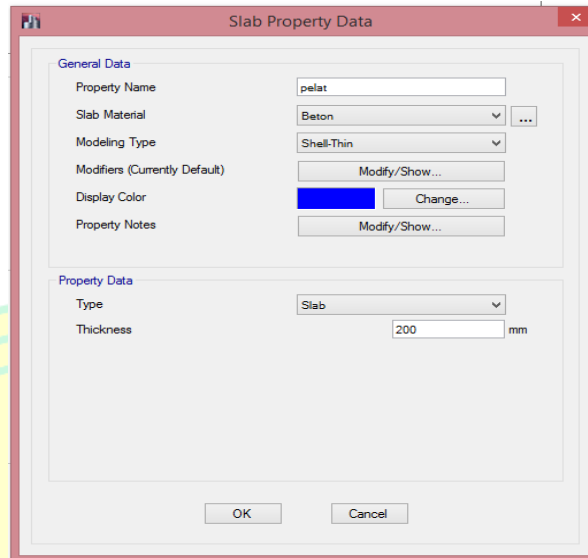 Slab Property Data
General Data
Property Name pelat
Slab Material Beton ...
Modeling Type Shell-Thin
Modifiers (Currently Default) Modify/Show...
Display Color Change...
Property Notes Modify/Show...
Property Data
Type Slab
Thickness 200 mm
OK Cancel